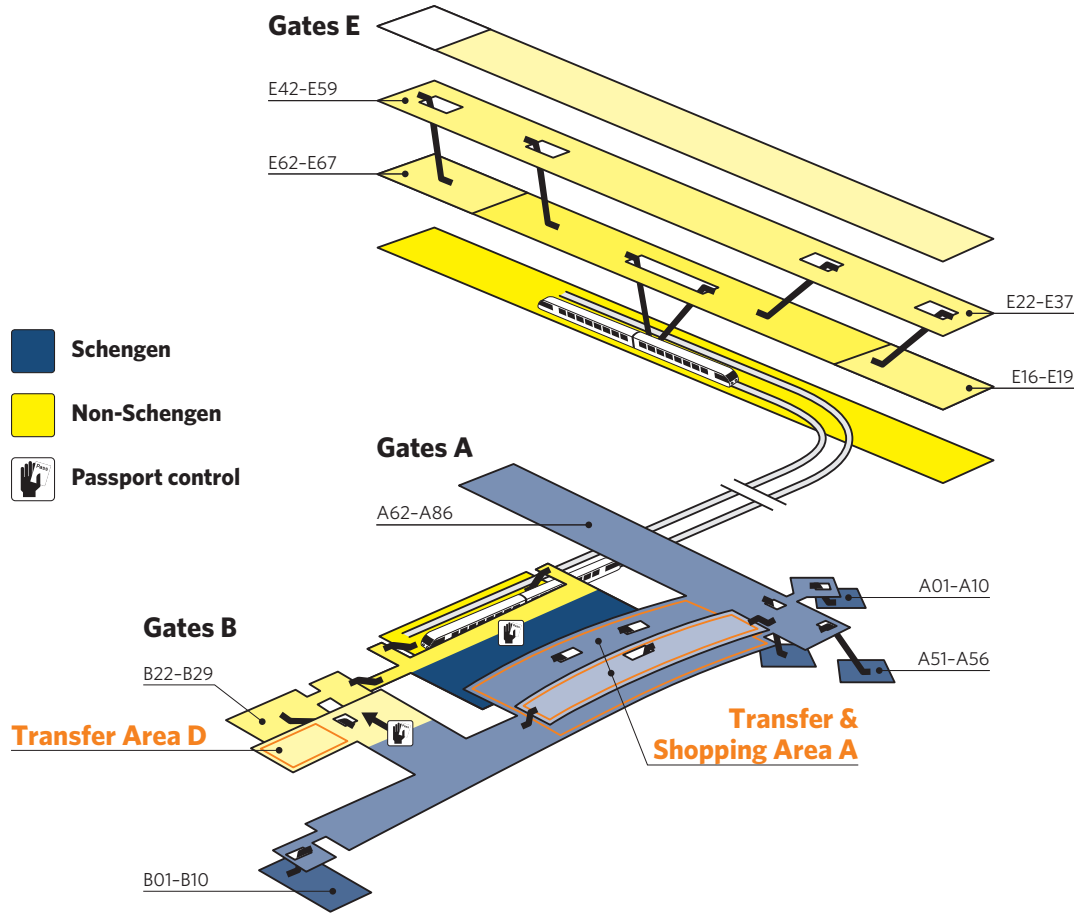 Gates E
E42–E59
E62–E67
E22–E37
E16–E19
Schengen
Non-Schengen
Pass
Passport control
Gates A
A62–A86
A01–A10
A51–A56
Gates B
B22–B29
Transfer Area D
Transfer &
Shopping Area A
B01–B10